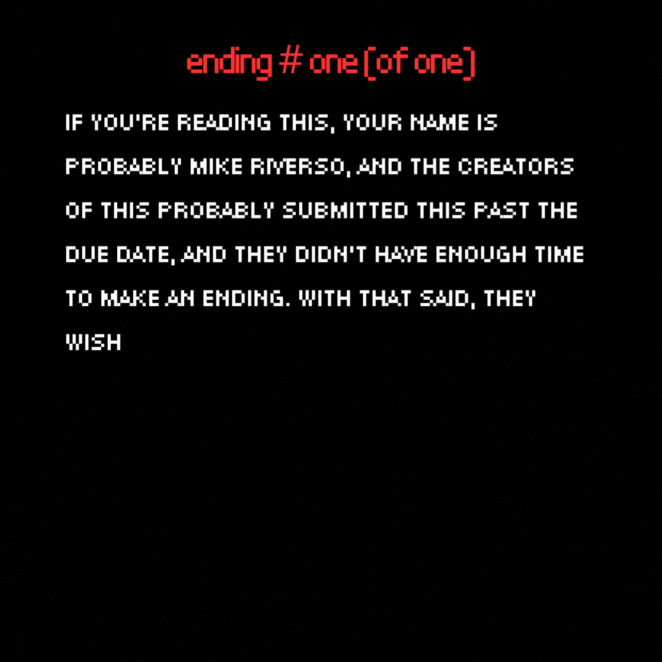 ending # one (of one)
IF YOU'RE READING THIS, YOUR NAME IS
PROBABLY MIKE RIVERSO, AND THE CREATORS
OF THIS PROBABLY SUBMITTED THIS PAST THE
DUE DATE, AND THEY DIDN'T HAVE ENOUGH TIME
TO MAKE AN ENDING. WITH THAT SAID, THEY
WISH